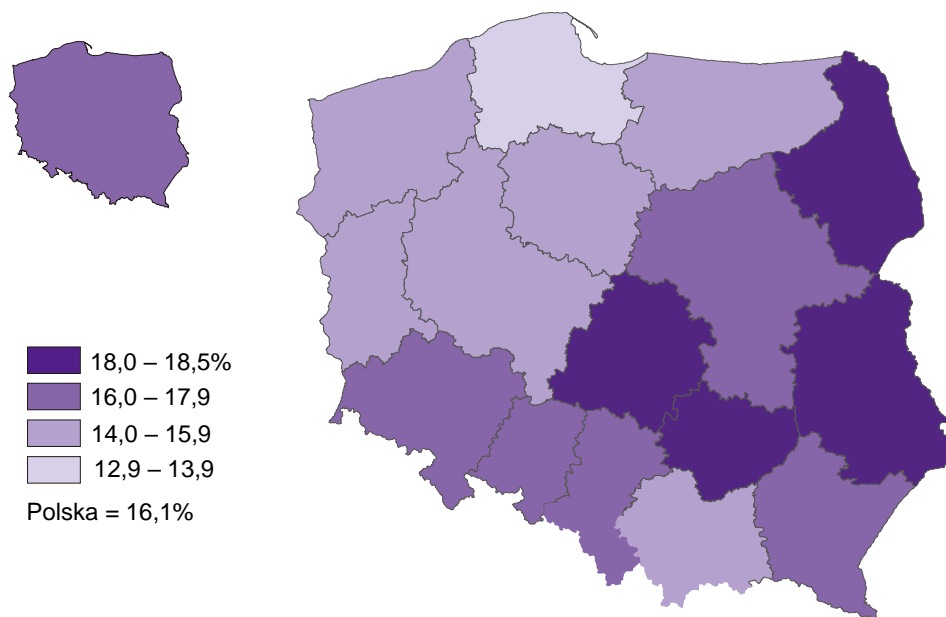 18,0 – 18,5%
16,0 – 17,9
14,0 – 15,9
12,9 – 13,9
Polska = 16,1%